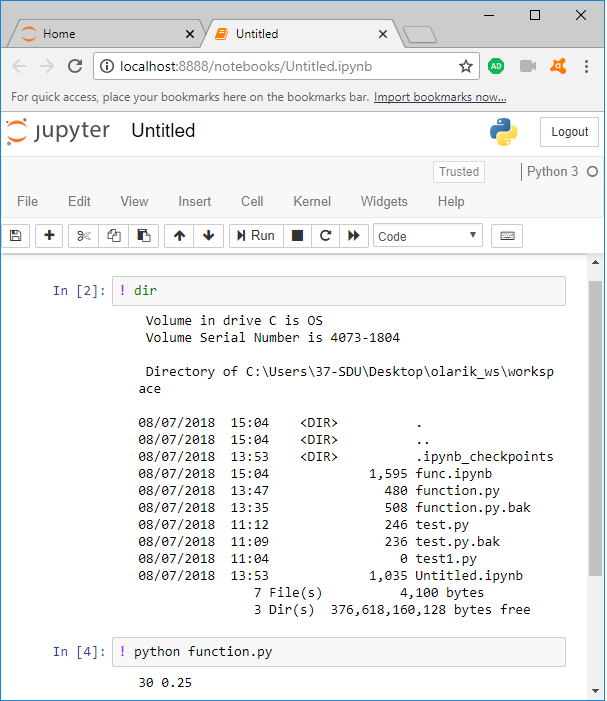 Home
Untitled
localhost:8888/notebooks/Untitled.ipynb
AD
For quick access, place your bookmarks here on the bookmarks bar. Import bookmarks now...
jupyter Untitled
Logout
Trusted
Python 3
File Edit View Insert Cell Kernel Widgets Help
Run
Code
In [2]: ! dir
Volume in drive C is OS
Volume Serial Number is 4073-1804
Directory of C:\Users\37-SDU\Desktop\olarik_ws\worksp
ace
08/07/2018 15:04 <DIR> .
08/07/2018 15:04 <DIR> ..
08/07/2018 13:53 <DIR> .ipynb_checkpoints
08/07/2018 15:04 1,595 func.ipynb
08/07/2018 13:47 480 function.py
08/07/2018 13:35 508 function.py.bak
08/07/2018 11:12 246 test.py
08/07/2018 11:09 236 test.py.bak
08/07/2018 11:04 0 test1.py
08/07/2018 13:53 1,035 Untitled.ipynb
7 File(s) 4,100 bytes
3 Dir(s) 376,618,160,128 bytes free
In [4]: ! python function.py
30 0.25